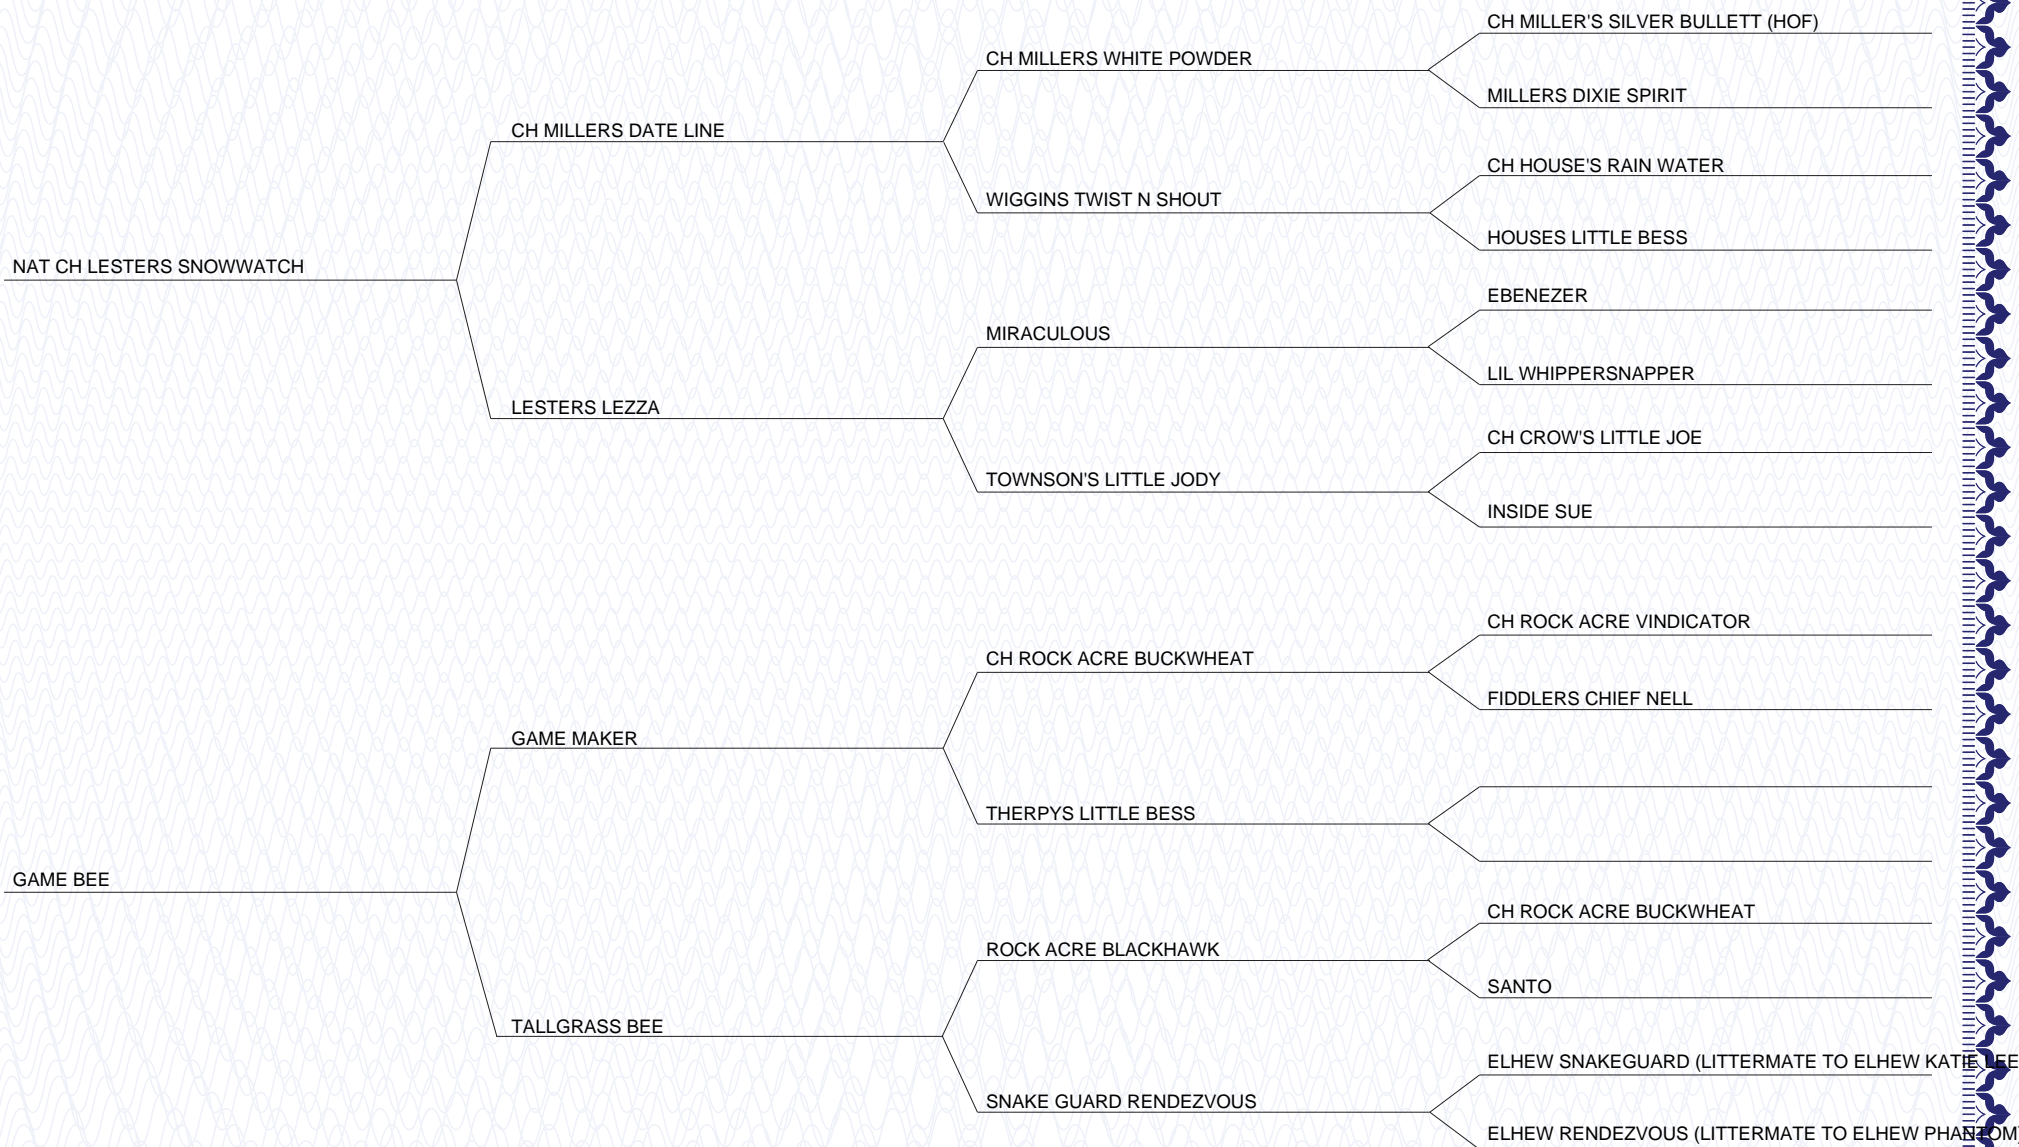 CH MILLER'S SILVER BULLETT (HOF)
CH MILLERS WHITE POWDER
MILLERS DIXIE SPIRIT
CH MILLERS DATE LINE
CH HOUSE'S RAIN WATER
WIGGINS TWIST N SHOUT
HOUSES LITTLE BESS
NAT CH LESTERS SNOWWATCH
EBENEZER
MIRACULOUS
LIL WHIPPERSNAPPER
LESTERS LEZZA
CH CROW'S LITTLE JOE
TOWNSON'S LITTLE JODY
INSIDE SUE
CH ROCK ACRE VINDICATOR
CH ROCK ACRE BUCKWHEAT
FIDDLERS CHIEF NELL
GAME MAKER
THERPYS LITTLE BESS
GAME BEE
CH ROCK ACRE BUCKWHEAT
ROCK ACRE BLACKHAWK
SANTO
TALLGRASS BEE
ELHEW SNAKEGUARD (LITTERMATE TO ELHEW KATIE LEE
SNAKE GUARD RENDEZVOUS
ELHEW RENDEZVOUS (LITTERMATE TO ELHEW PHANTOM)